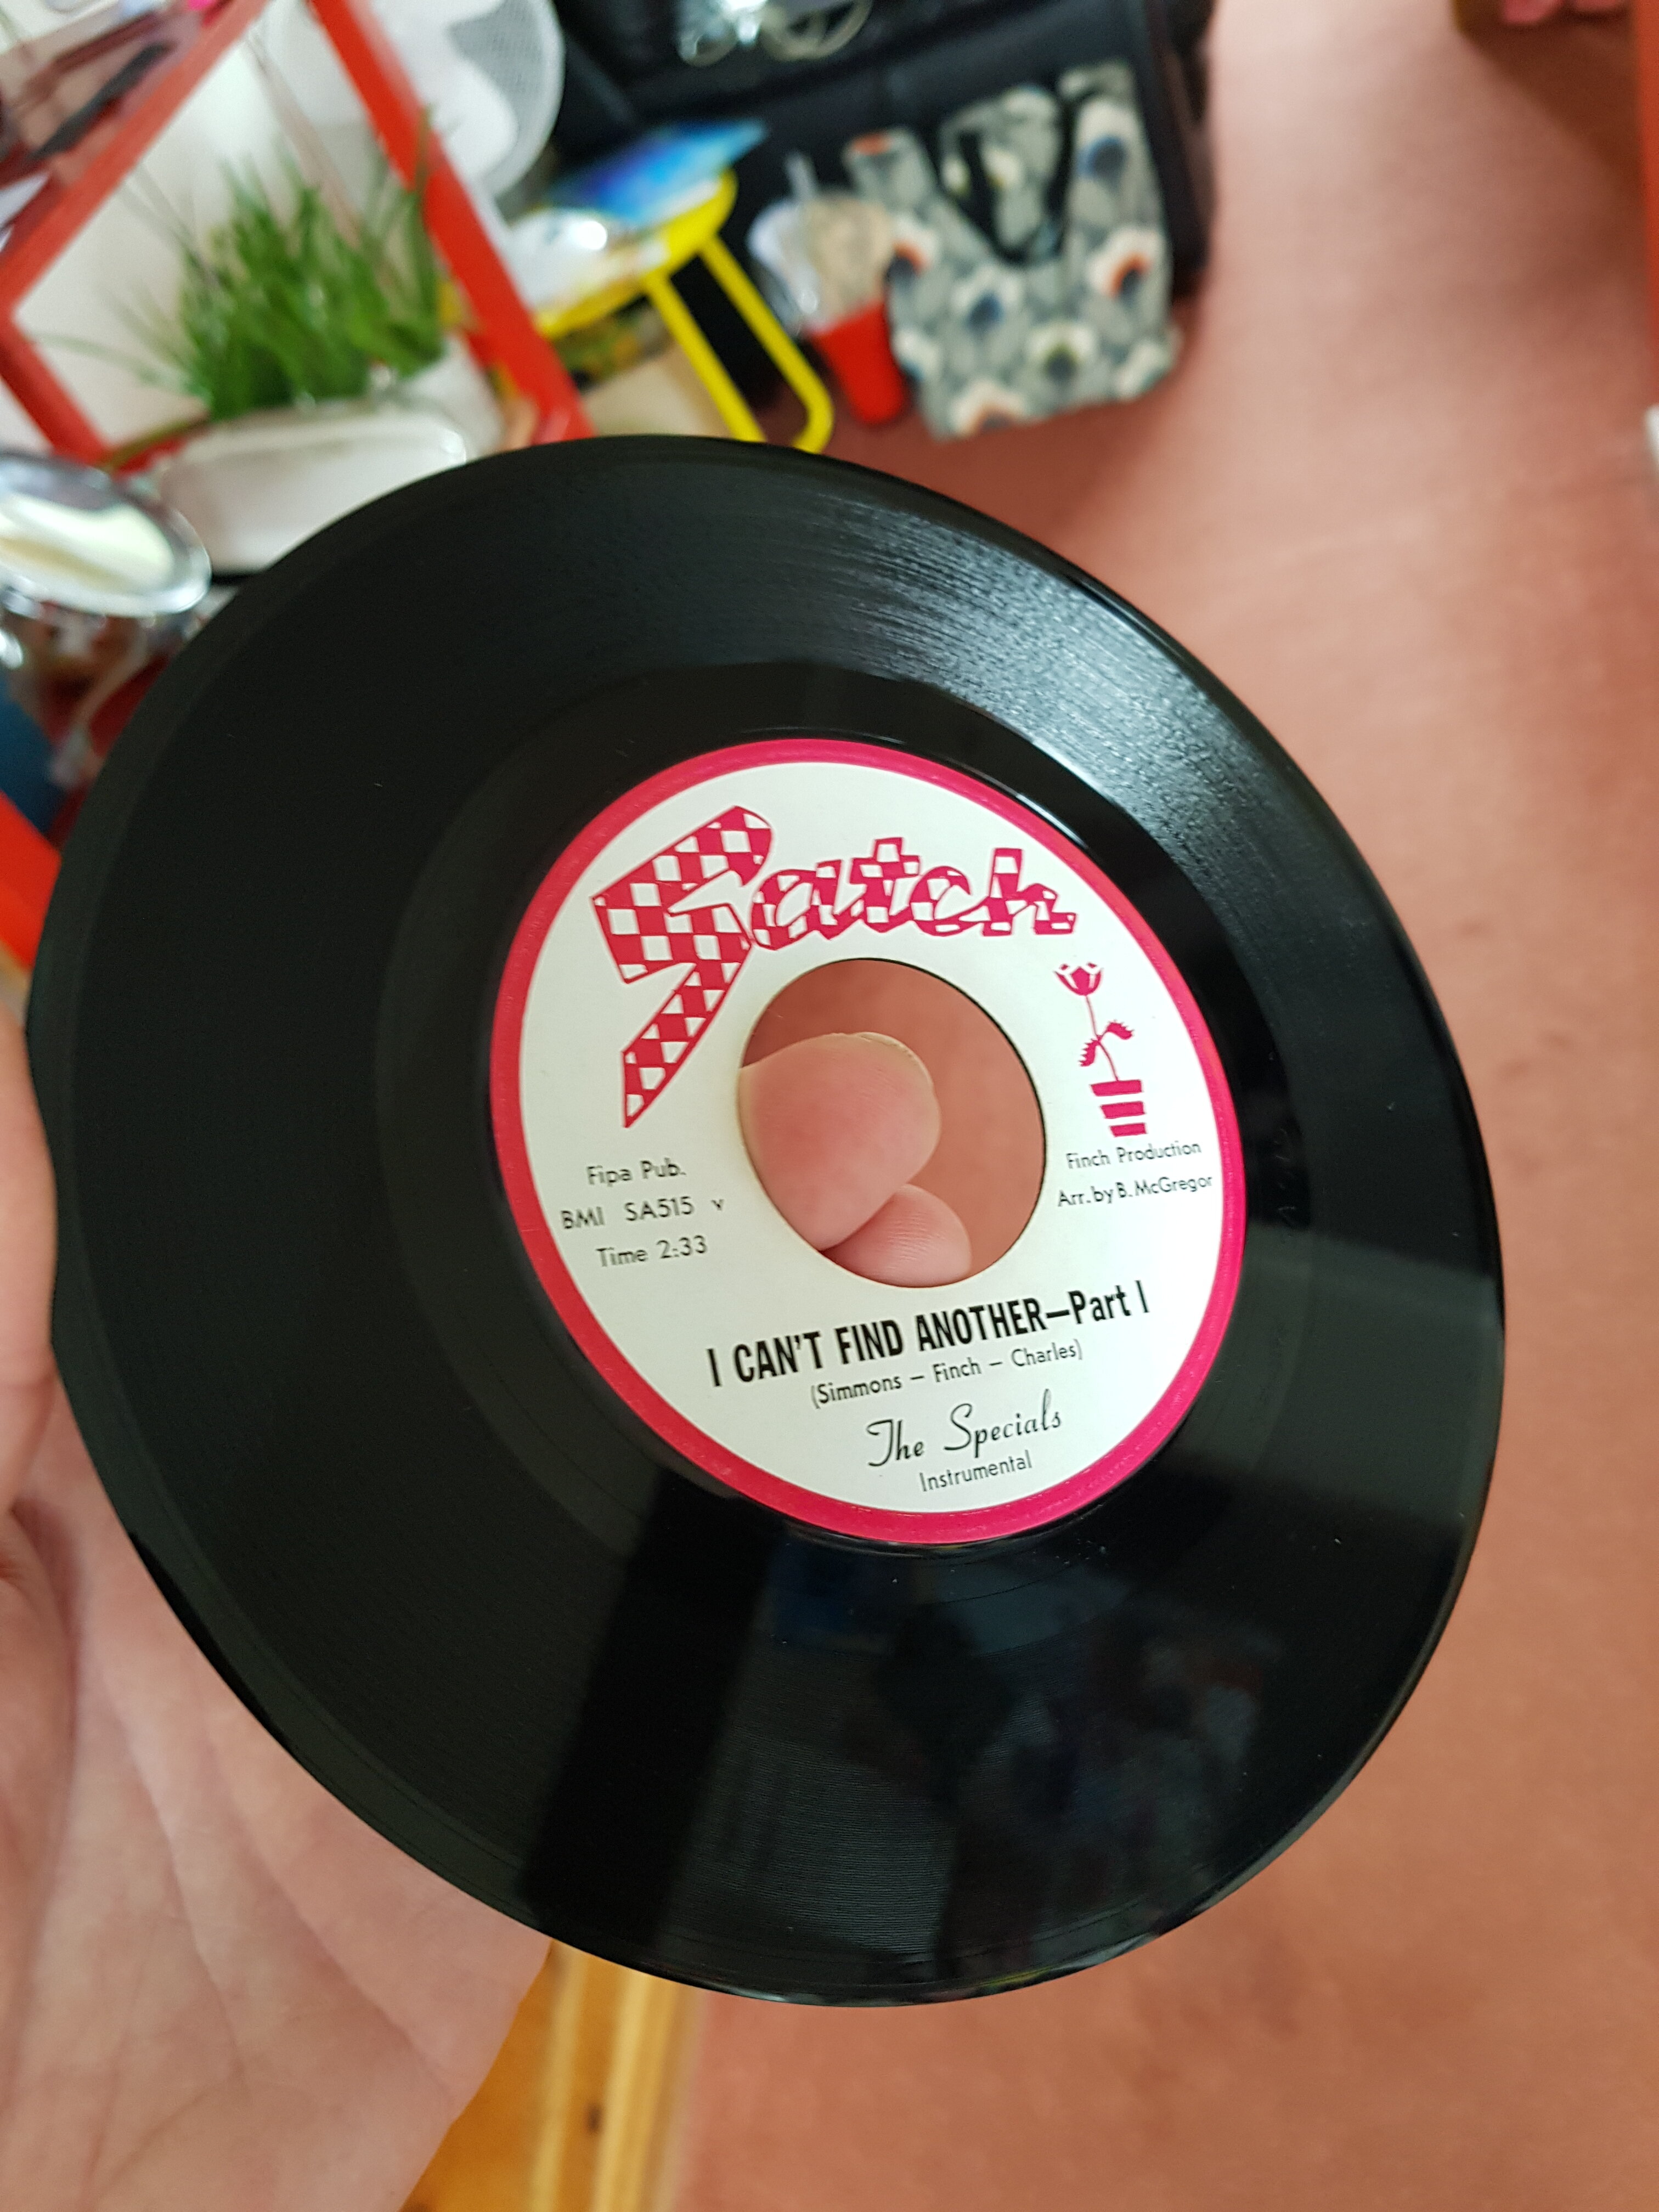 Satch
Fipa Pub.
BMI SA515 v
Time 2:33
Finch Production
Arr. by B. McGregor
I CAN'T FIND ANOTHER—Part I
(Simmons – Finch – Charles)
The Specials
Instrumental